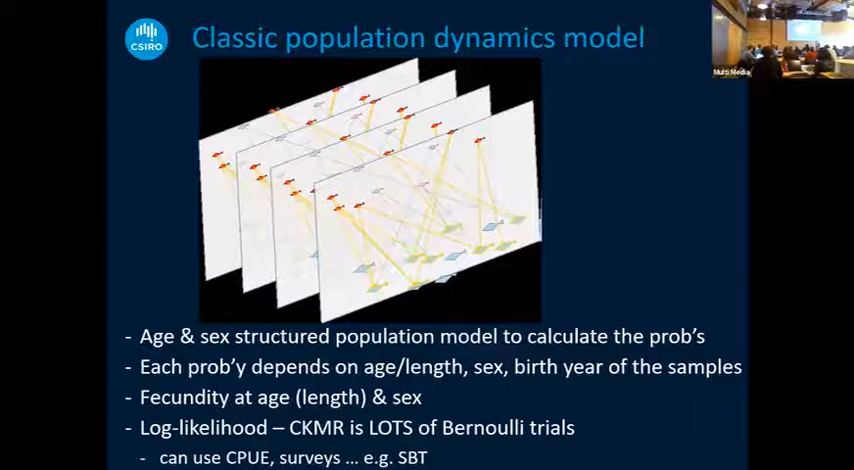 CSIRO
Classic population dynamics model
Multi Media
- Age & sex structured population model to calculate the prob's
- Each prob'y depends on age/length, sex, birth year of the samples
- Fecundity at age (length) & sex
- Log-likelihood – CKMR is LOTS of Bernoulli trials
- can use CPUE, surveys ... e.g. SBT